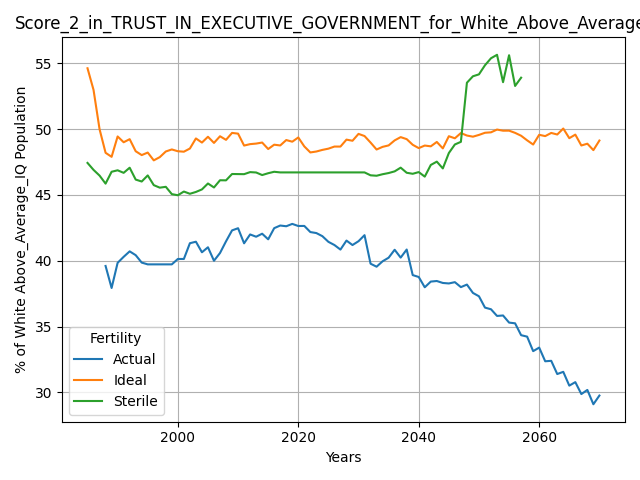 Score_2_in_TRUST_IN_EXECUTIVE_GOVERNMENT_for_White_Above_Average
% of White Above_Average_IQ Population
55
50
45
40
35
30
Fertility
Actual
Ideal
Sterile
2000 2020 2040 2060
Years